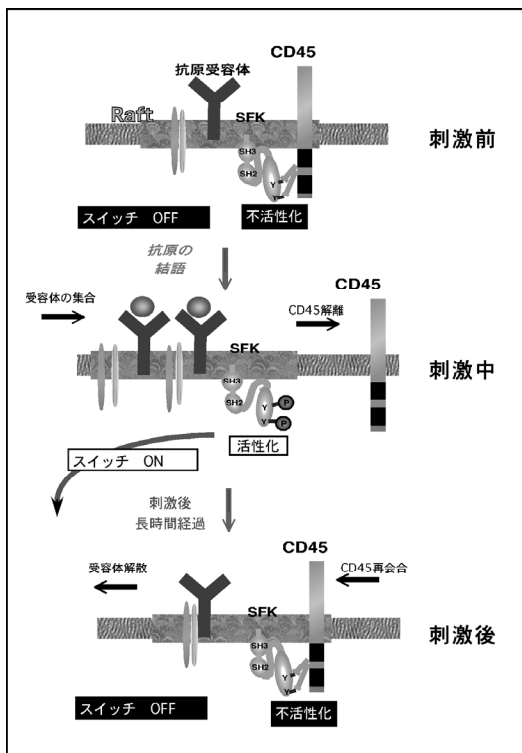 CD45
抗原受容体
Raft
SFK
刺激前
SH3
SH2
Y
Y
スイッチ OFF
不活性化
抗原の
結語
CD45
受容体の集合
CD45解離
SFK
刺激中
SH3
SH2
Y
P
Y
P
活性化
スイッチ ON
刺激後
長時間経過
CD45
受容体解散
CD45再会合
SFK
刺激後
SH3
SH2
Y
Y
スイッチ OFF
不活性化